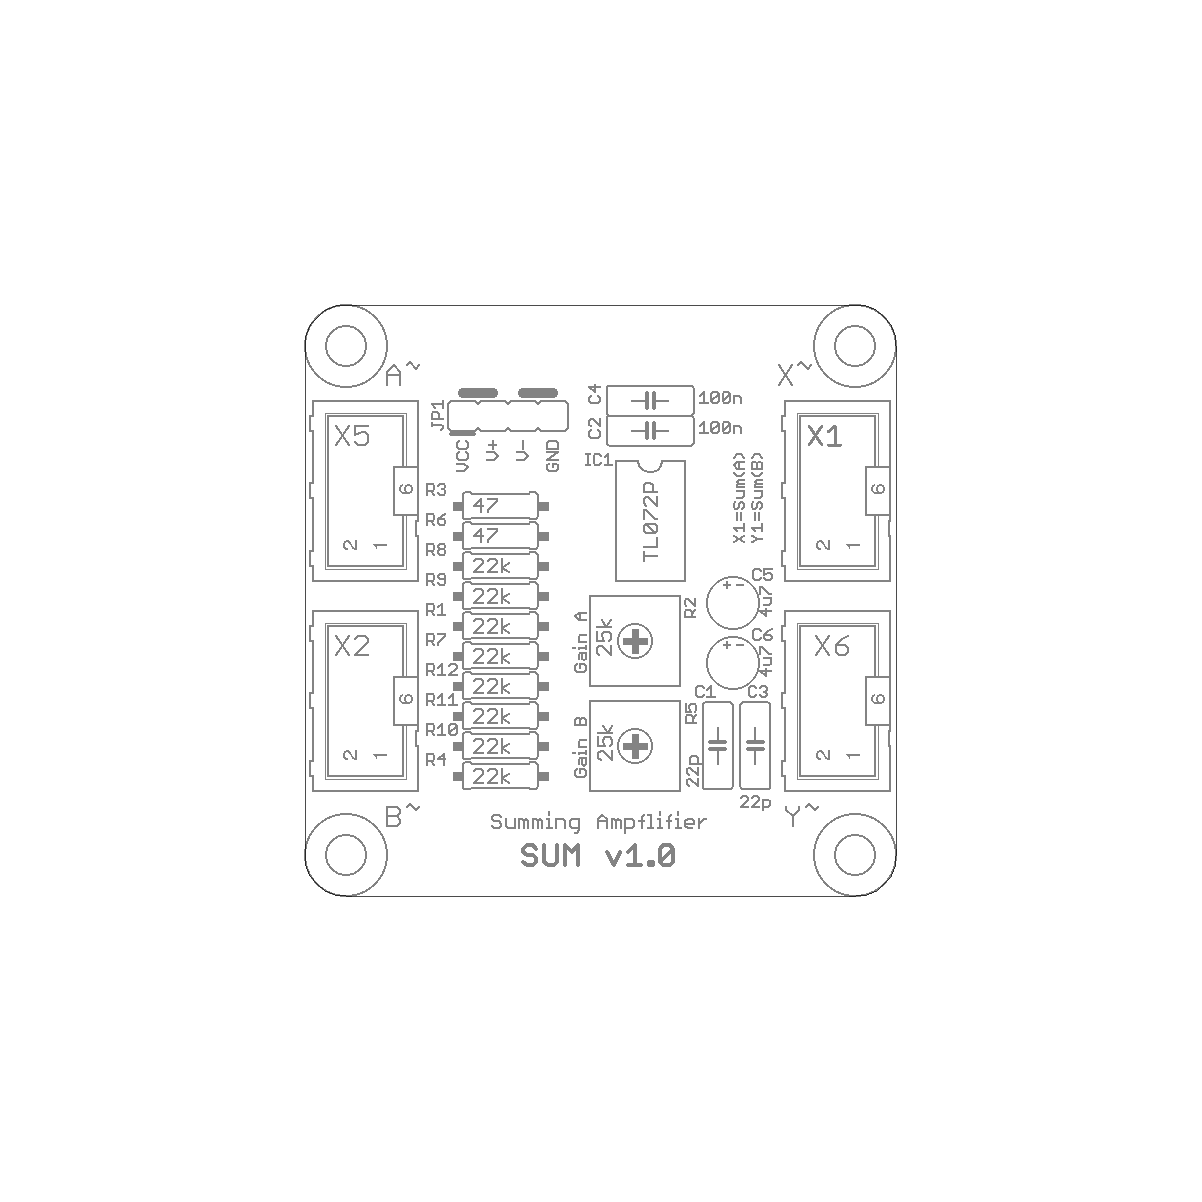 A~
X~
X5
6
2 1
JP1
VCC
V+
V-
GND
C4
100n
C2
100n
IC1
TL072P
X1=Sum(A)
Y1=Sum(B)
X1
6
2 1
R3
47
R6
47
R8
22k
R9
22k
R1
22k
R7
22k
R12
22k
R11
22k
R10
22k
R4
22k
Gain A
25k
R2
Gain B
25k
R5
C5
+ -
4u7
C6
+ -
4u7
C1
22p
C3
22p
X2
6
2 1
X6
6
2 1
B~
Y~
Summing Ampflifier
SUM v1.0